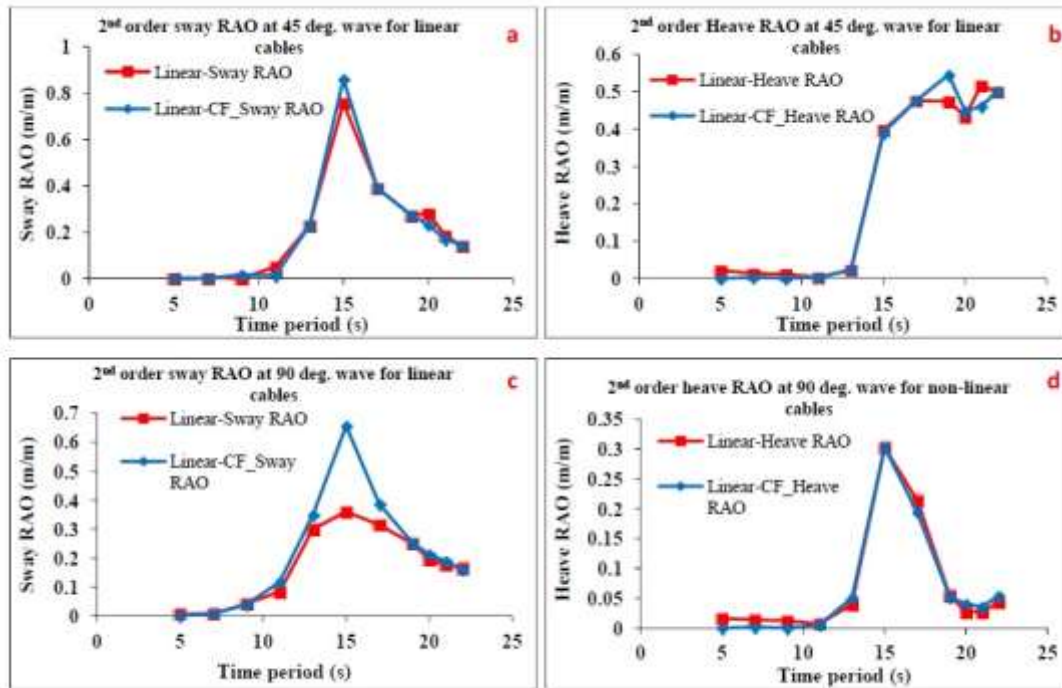 2nd order sway RAO at 45 deg. wave for linear
cables
a
Linear-Sway RAO
Linear-CF_Sway RAO
Sway RAO (m/m)
1
0.8
0.6
0.4
0.2
0
0 5 10 15 20 25
Time period (s)
2nd order Heave RAO at 45 deg. wave for linear
cables
b
Linear-Heave RAO
Linear-CF_Heave RAO
Heave RAO (m/m)
0.6
0.5
0.4
0.3
0.2
0.1
0
0 5 10 15 20 25
Time period (s)
2nd order sway RAO at 90 deg. wave for linear
cables
c
Linear-Sway RAO
Linear-CF_Sway
RAO
Sway RAO (m/m)
0.7
0.6
0.5
0.4
0.3
0.2
0.1
0
0 5 10 15 20 25
Time period (s)
2nd order heave RAO at 90 deg. wave for non-linear
cables
d
Linear-Heave RAO
Linear-CF_Heave
RAO
Heave RAO (m/m)
0.35
0.3
0.25
0.2
0.15
0.1
0.05
0
0 5 10 15 20 25
Time period (s)